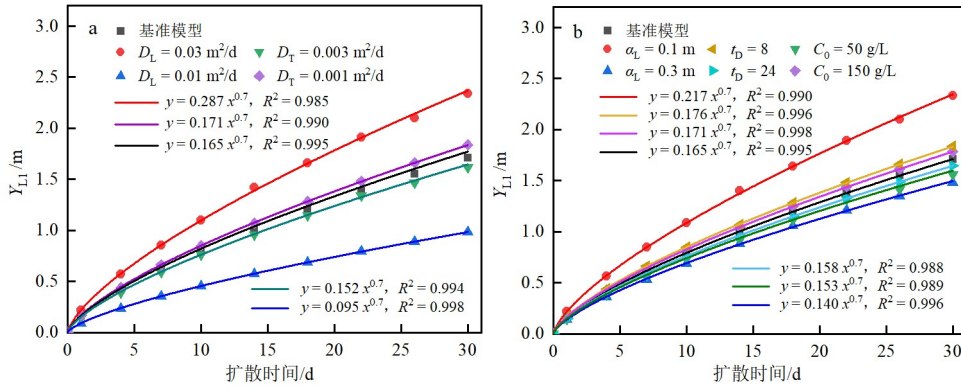 a
基准模型
D_L = 0.03 m²/d D_T = 0.003 m²/d
D_L = 0.01 m²/d D_T = 0.001 m²/d
y = 0.287 x^0.7，R² = 0.985
y = 0.171 x^0.7，R² = 0.990
y = 0.165 x^0.7，R² = 0.995
y = 0.152 x^0.7，R² = 0.994
y = 0.095 x^0.7，R² = 0.998
3.0
2.5
2.0
1.5
1.0
0.5
0.0
Y_L1/m
0 5 10 15 20 25 30
扩散时间/d
b
基准模型
α_L = 0.1 m t_D = 8 C_0 = 50 g/L
α_L = 0.3 m t_D = 24 C_0 = 150 g/L
y = 0.217 x^0.7，R² = 0.990
y = 0.176 x^0.7，R² = 0.996
y = 0.171 x^0.7，R² = 0.998
y = 0.165 x^0.7，R² = 0.995
y = 0.158 x^0.7，R² = 0.988
y = 0.153 x^0.7，R² = 0.989
y = 0.140 x^0.7，R² = 0.996
3.0
2.5
2.0
1.5
1.0
0.5
0.0
Y_L1/m
0 5 10 15 20 25 30
扩散时间/d